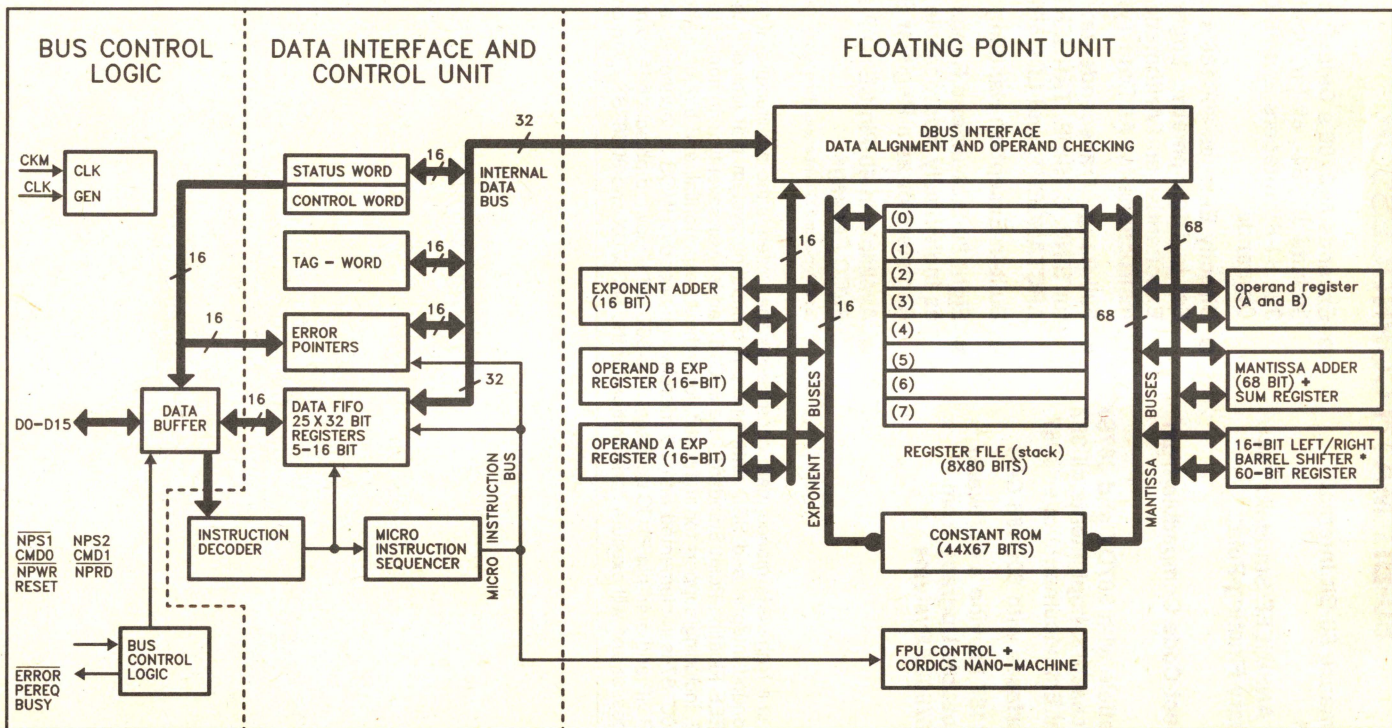 BUS CONTROL
LOGIC
DATA INTERFACE AND
CONTROL UNIT
FLOATING POINT UNIT
CKM
CLK
CLK
GEN
STATUS WORD
CONTROL WORD
16
32
INTERNAL
DATA
BUS
DBUS INTERFACE
DATA ALIGNMENT AND OPERAND CHECKING
16
TAG – WORD
16
16
ERROR
POINTERS
16
32
D0-D15
DATA
BUFFER
16
DATA FIFO
25 X 32 BIT
REGISTERS
5-16 BIT
MICRO INSTRUCTION
BUS
INSTRUCTION
DECODER
MICRO
INSTRUCTION
SEQUENCER
NPS1 NPS2
CMD0 CMD1
NPWR NPRD
RESET
BUS
CONTROL
LOGIC
ERROR
PEREQ
BUSY
EXPONENT ADDER
(16 BIT)
OPERAND B EXP
REGISTER (16-BIT)
OPERAND A EXP
REGISTER (16-BIT)
16
16
EXPONENT BUSES
(0)
(1)
(2)
(3)
(4)
(5)
(6)
(7)
REGISTER FILE (stack)
(8X80 BITS)
CONSTANT ROM
(44X67 BITS)
FPU CONTROL +
CORDICS NANO-MACHINE
68
68
MANTISSA BUSES
operand register
(A and B)
MANTISSA ADDER
(68 BIT) +
SUM REGISTER
16-BIT LEFT/RIGHT
BARREL SHIFTER *
60-BIT REGISTER